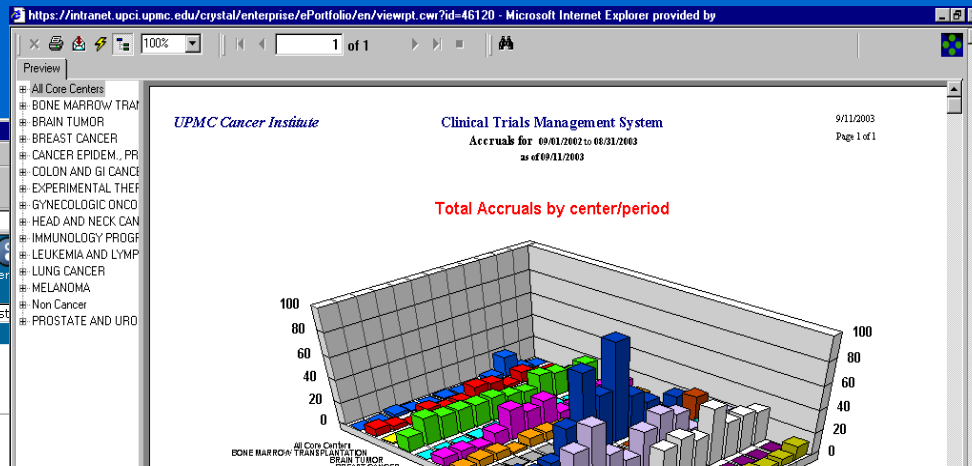 https://intranet.upci.upmc.edu/crystal/enterprise/ePortfolio/en/viewrpt.cwr?id=46120 - Microsoft Internet Explorer provided by
100% 1 of 1
Preview
All Core Centers
BONE MARROW TRAN
BRAIN TUMOR
BREAST CANCER
CANCER EPIDEM., PR
COLON AND GI CANCE
EXPERIMENTAL THER
GYNECOLOGIC ONCO
HEAD AND NECK CAN
IMMUNOLOGY PROGR
LEUKEMIA AND LYMP
LUNG CANCER
MELANOMA
Non Cancer
PROSTATE AND URO
UPMC Cancer Institute
Clinical Trials Management System
Accruals for 09/01/2002 to 08/31/2003
as of 09/11/2003
9/11/2003
Page 1 of 1
Total Accruals by center/period
100
80
60
40
20
0
100
80
60
40
20
0
All Core Centers
BONE MARROW TRANSPLANTATION
BRAIN TUMOR
BREAST CANCER